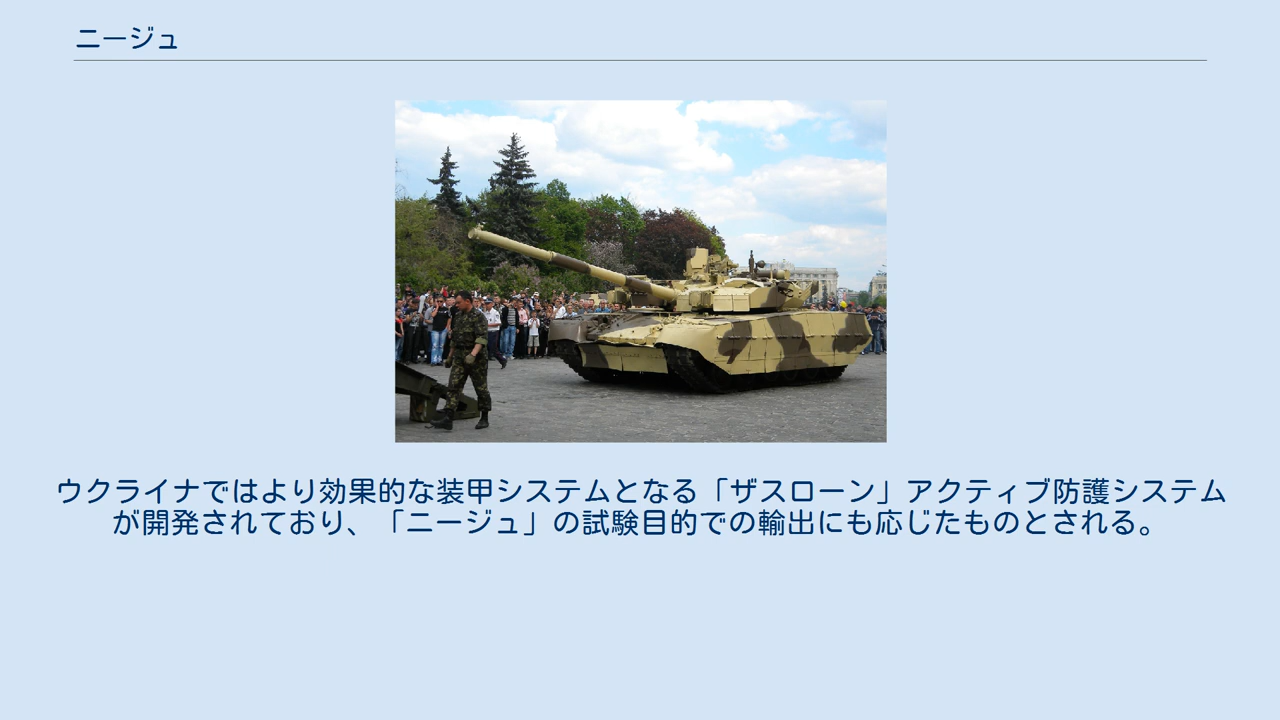 ニージュ
ウクライナではより効果的な装甲システムとなる「ザスローン」アクティブ防護システム
が開発されており、「ニージュ」の試験目的での輸出にも応じたものとされる。